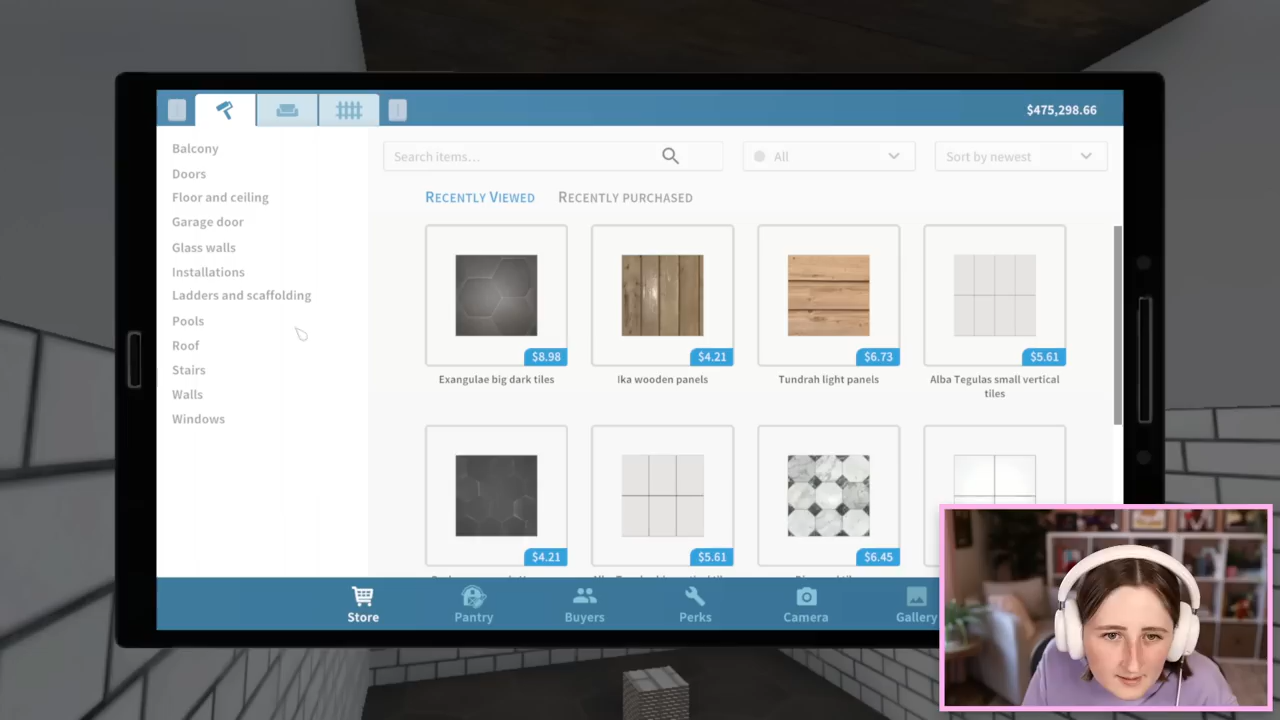 $475,298.66
Balcony
Doors
Floor and ceiling
Garage door
Glass walls
Installations
Ladders and scaffolding
Pools
Roof
Stairs
Walls
Windows
Search items...
All
Sort by newest
RECENTLY VIEWED
RECENTLY PURCHASED
$8.98
$4.21
$6.73
$5.61
Exangulae big dark tiles
Ika wooden panels
Tundrah light panels
Alba Tegulas small vertical
tiles
$4.21
$5.61
$6.45
Store
Pantry
Buyers
Perks
Camera
Gallery